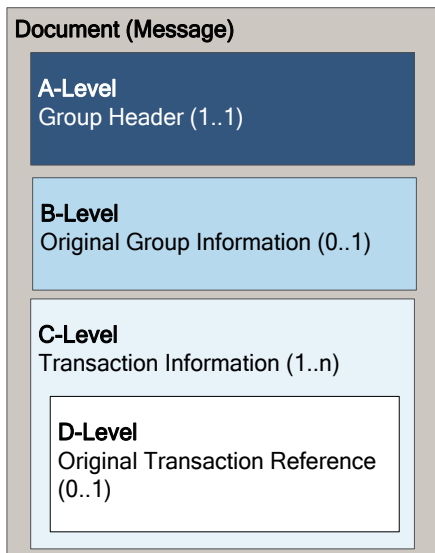 Document (Message)
A-Level
Group Header (1..1)
B-Level
Original Group Information (0..1)
C-Level
Transaction Information (1..n)
D-Level
Original Transaction Reference
(0..1)